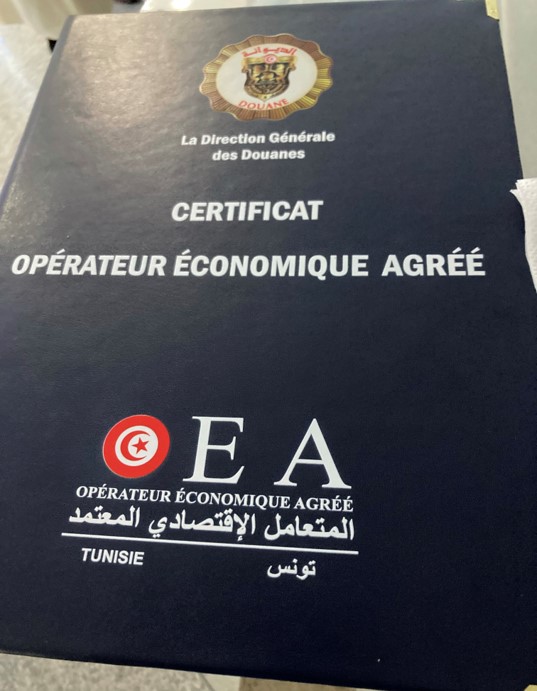 الديوانة
DOUANE
La Direction Générale
des Douanes
CERTIFICAT
OPÉRATEUR ÉCONOMIQUE AGRÉÉ
E A
OPÉRATEUR ÉCONOMIQUE AGRÉÉ
المتعامل الإقتصادي المعتمد
TUNISIE تونس